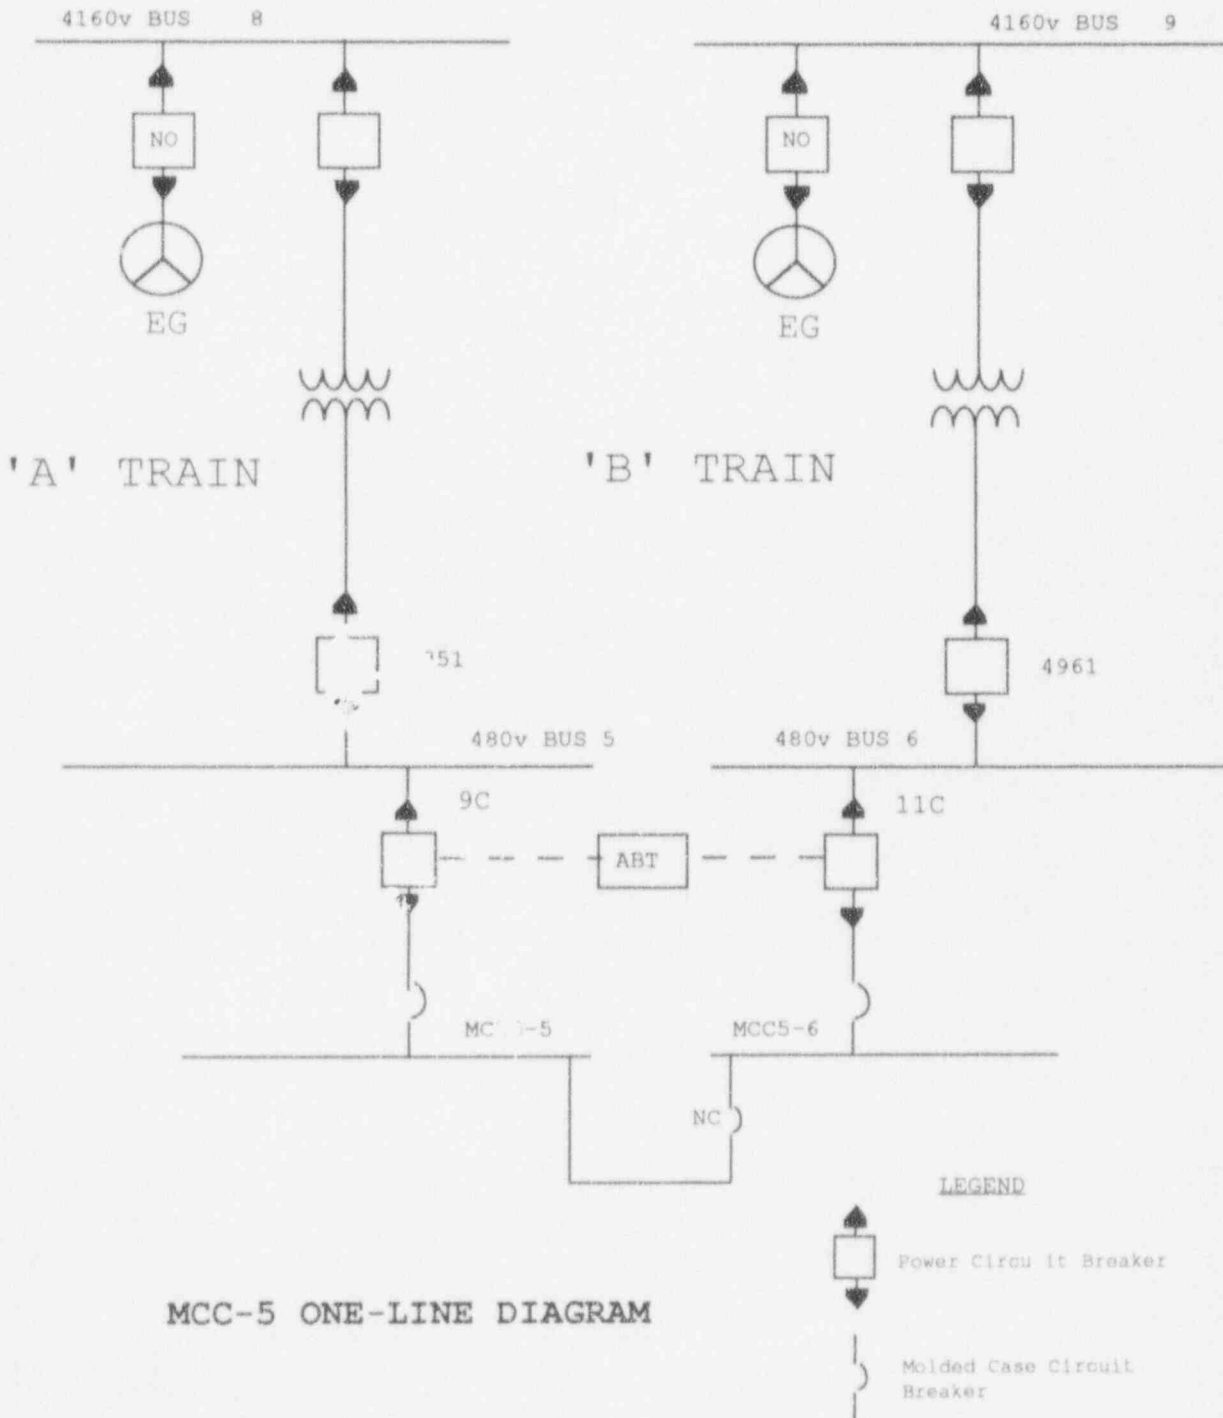 4160v BUS 8
4160v BUS 9
NO
NO
EG
EG
'A' TRAIN
'B' TRAIN
4961
480v BUS 5
480v BUS 6
9C
11C
ABT
MCC5-6
NC
LEGEND
Power Circu it Breaker
MCC-5 ONE-LINE DIAGRAM
Molded Case Circuit
Breaker